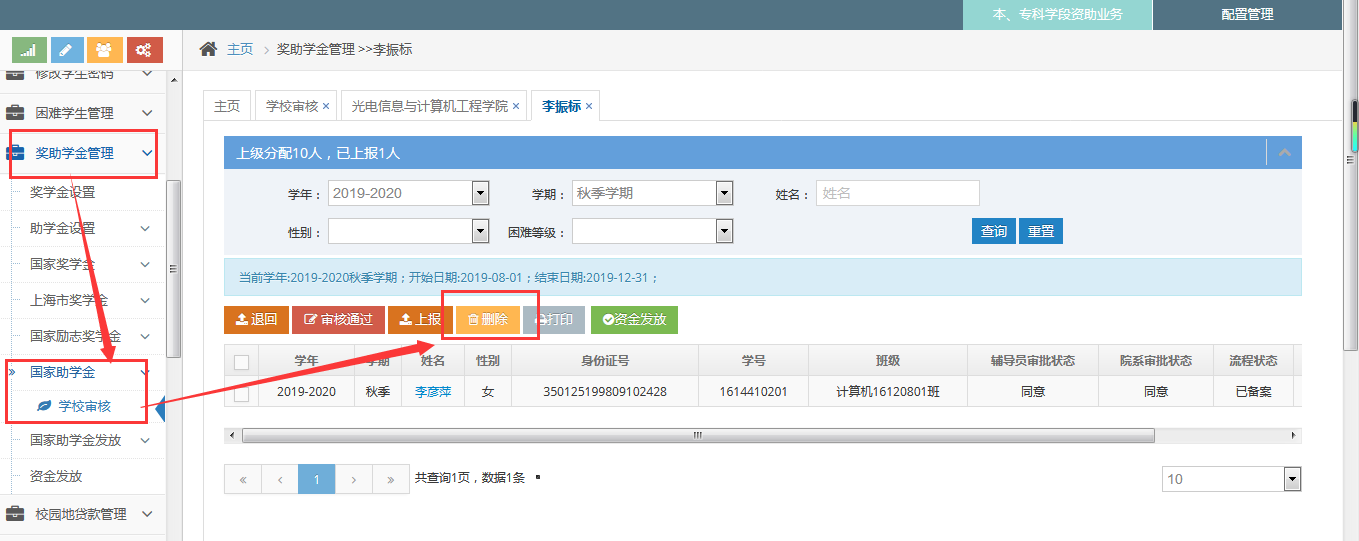 本、专科学段资助业务 配置管理
主页 奖助学金管理 >>李振标
修改学生密码
困难学生管理
奖助学金管理
奖学金设置
助学金设置
国家奖学金
上海市奖学金
国家励志奖学金
国家助学金
学校审核
国家助学金发放
资金发放
校园地贷款管理
主页 学校审核 × 光电信息与计算机工程学院 × 李振标 ×
上级分配10人，已上报1人
学年： 2019-2020 学期： 秋季学期 姓名： 姓名
性别： 困难等级： 查询 重置
当前学年:2019-2020秋季学期；开始日期:2019-08-01；结束日期:2019-12-31；
退回 审核通过 上报 删除 打印 资金发放
学年 学期 姓名 性别 身份证号 学号 班级 辅导员审批状态 院系审批状态 流程状态
2019-2020 秋季 李彦萍 女 350125199809102428 1614410201 计算机16120801班 同意 同意 已备案
« ‹ 1 › » 共查询1页，数据1条 10